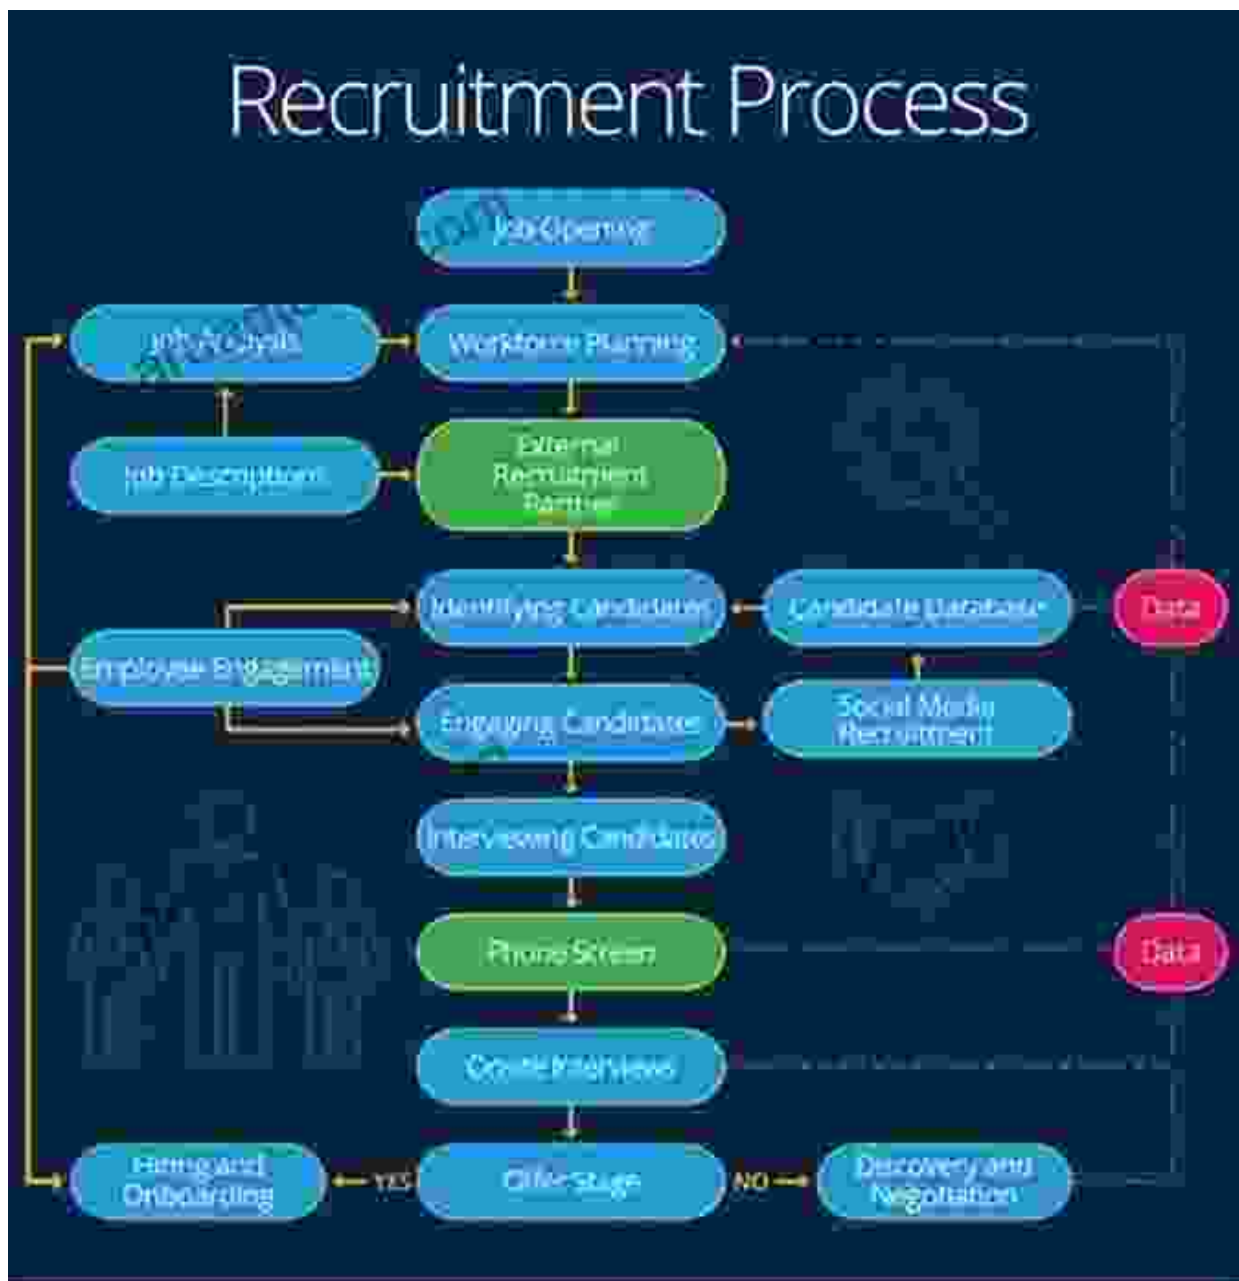 Recruitment Process
Job Opening
Job Analysis
Workforce Planning
Job Descriptions
External
Recruitment
Partner
Identifying Candidates
Candidate Database
Data
Employee Engagement
Engaging Candidates
Social Media
Recruitment
Interviewing Candidates
Phone Screen
Data
Onsite Interviews
Hiring and
Onboarding
YES
Offer Stage
NO
Discovery and
Negotiation